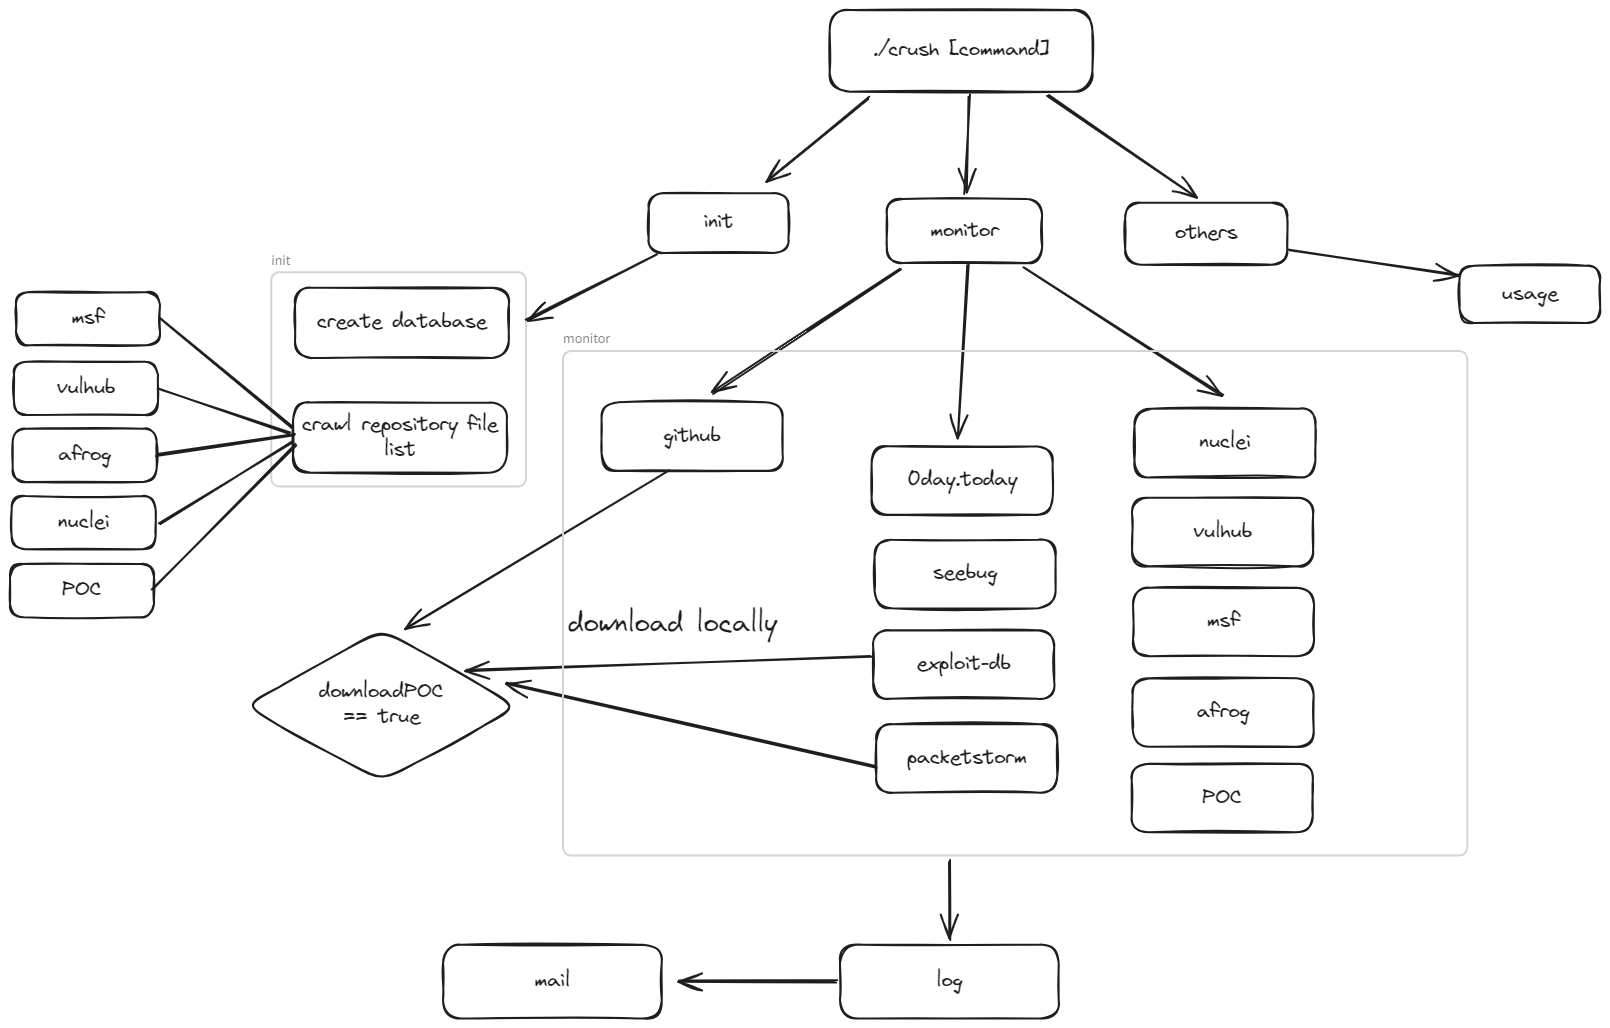 ./crush [command]
init
monitor
others
usage
init
create database
crawl repository file
list
msf
vulhub
afrog
nuclei
POC
monitor
github
0day.today
seebug
exploit-db
packetstorm
nuclei
vulhub
msf
afrog
POC
download locally
downloadPOC
== true
log
mail